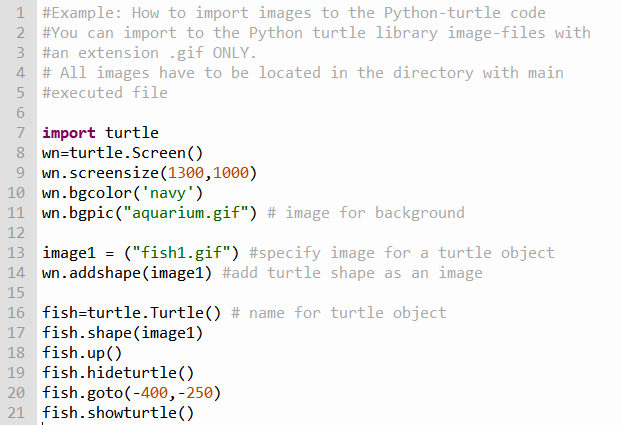 1 #Example: How to import images to the Python-turtle code
2 #You can import to the Python turtle library image-files with
3 #an extension .gif ONLY.
4 # All images have to be located in the directory with main
5 #executed file
6
7 import turtle
8 wn=turtle.Screen()
9 wn.screensize(1300,1000)
10 wn.bgcolor('navy')
11 wn.bgpic("aquarium.gif") # image for background
12
13 image1 = ("fish1.gif") #specify image for a turtle object
14 wn.addshape(image1) #add turtle shape as an image
15
16 fish=turtle.Turtle() # name for turtle object
17 fish.shape(image1)
18 fish.up()
19 fish.hideturtle()
20 fish.goto(-400,-250)
21 fish.showturtle()